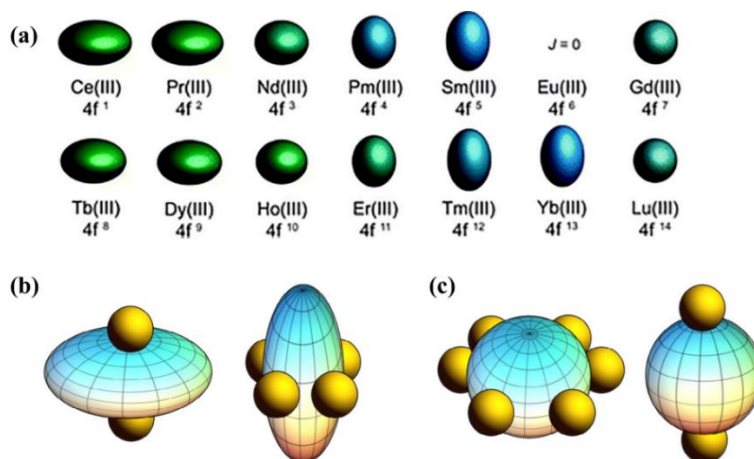 (a)
J = 0
Ce(III) Pr(III) Nd(III) Pm(III) Sm(III) Eu(III) Gd(III)
4f 1 4f 2 4f 3 4f 4 4f 5 4f 6 4f 7
Tb(III) Dy(III) Ho(III) Er(III) Tm(III) Yb(III) Lu(III)
4f 8 4f 9 4f 10 4f 11 4f 12 4f 13 4f 14
(b) (c)